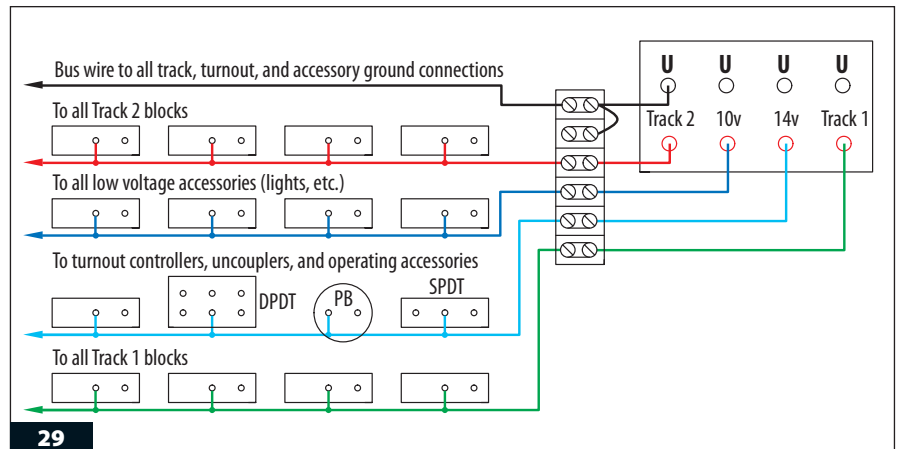 Bus wire to all track, turnout, and accessory ground connections
U U U U
Track 2 10v 14v Track 1
To all Track 2 blocks
To all low voltage accessories (lights, etc.)
To turnout controllers, uncouplers, and operating accessories
DPDT PB SPDT
To all Track 1 blocks
29